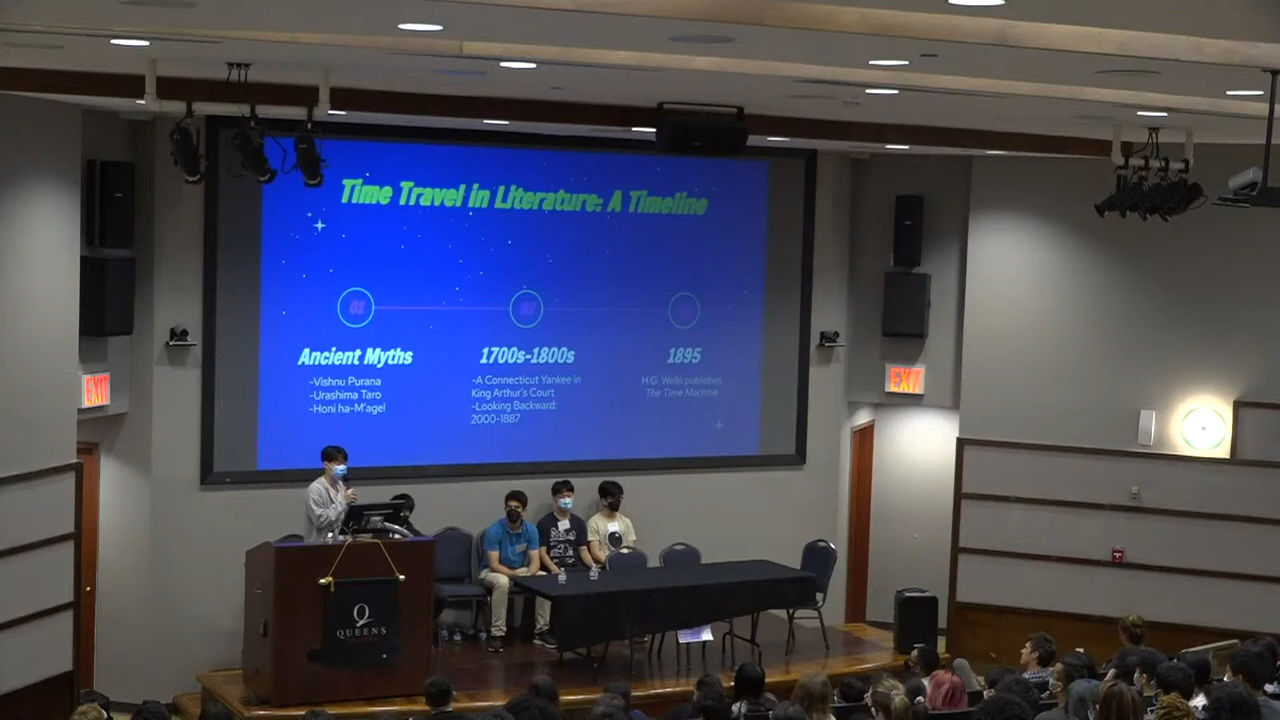 Time Travel in Literature: A Timeline
01
02
Ancient Myths
-Vishnu Purana
-Urashima Taro
-Honi ha-M'agel
1700s-1800s
-A Connecticut Yankee in
King Arthur's Court
-Looking Backward:
2000-1887
1895
H.G. Wells publishes
The Time Machine
EXIT
EXIT
Q
QUEENS